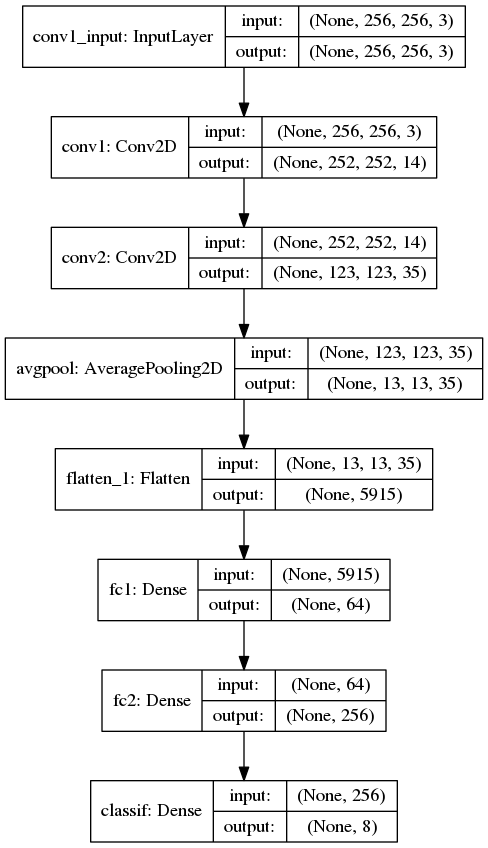 conv1_input: InputLayer
input: (None, 256, 256, 3)
output: (None, 256, 256, 3)
conv1: Conv2D
input: (None, 256, 256, 3)
output: (None, 252, 252, 14)
conv2: Conv2D
input: (None, 252, 252, 14)
output: (None, 123, 123, 35)
avgpool: AveragePooling2D
input: (None, 123, 123, 35)
output: (None, 13, 13, 35)
flatten_1: Flatten
input: (None, 13, 13, 35)
output: (None, 5915)
fc1: Dense
input: (None, 5915)
output: (None, 64)
fc2: Dense
input: (None, 64)
output: (None, 256)
classif: Dense
input: (None, 256)
output: (None, 8)